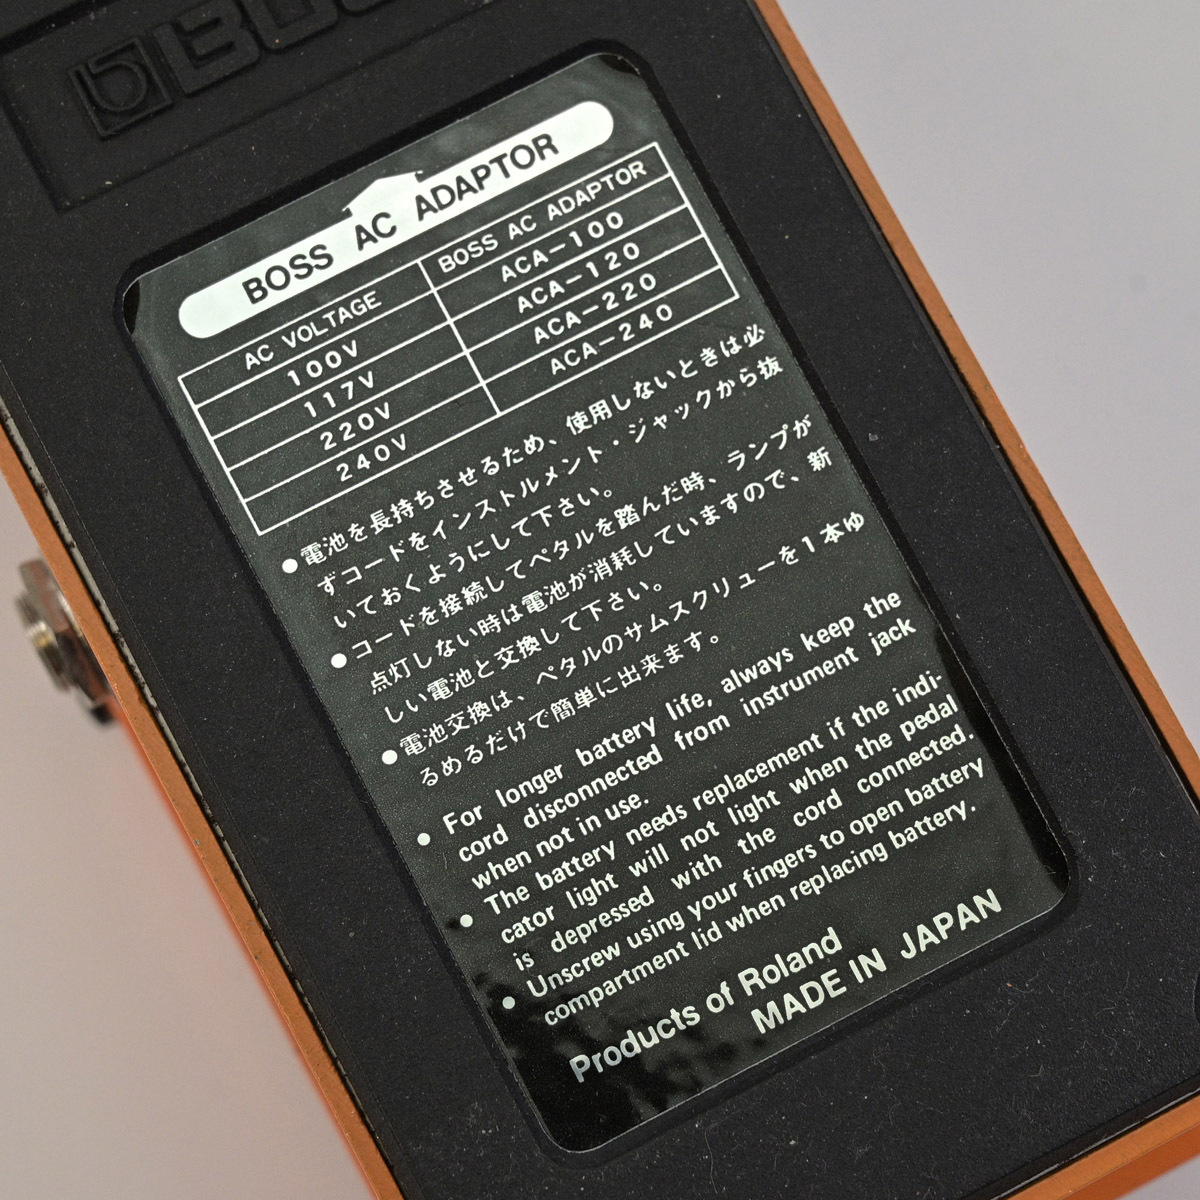 BOSS
BOSS AC ADAPTOR
AC VOLTAGE BOSS AC ADAPTOR
100V ACA-100
117V ACA-120
220V ACA-220
240V ACA-240
●電池を長持ちさせるため、使用しないときは必
ずコードをインストルメント・ジャックから抜
いておくようにして下さい。
●コードを接続してペタルを踏んだ時、ランプが
点灯しない時は電池が消耗していますので、新
しい電池と交換して下さい。
●電池交換は、ペタルのサムスクリューを1本ゆ
るめるだけで簡単に出来ます。
● For longer battery life, always keep the
cord disconnected from instrument jack
when not in use.
● The battery needs replacement if the indi-
cator light will not light when the pedal
is depressed with the cord connected.
● Unscrew using your fingers to open battery
compartment lid when replacing battery.
Products of Roland
MADE IN JAPAN